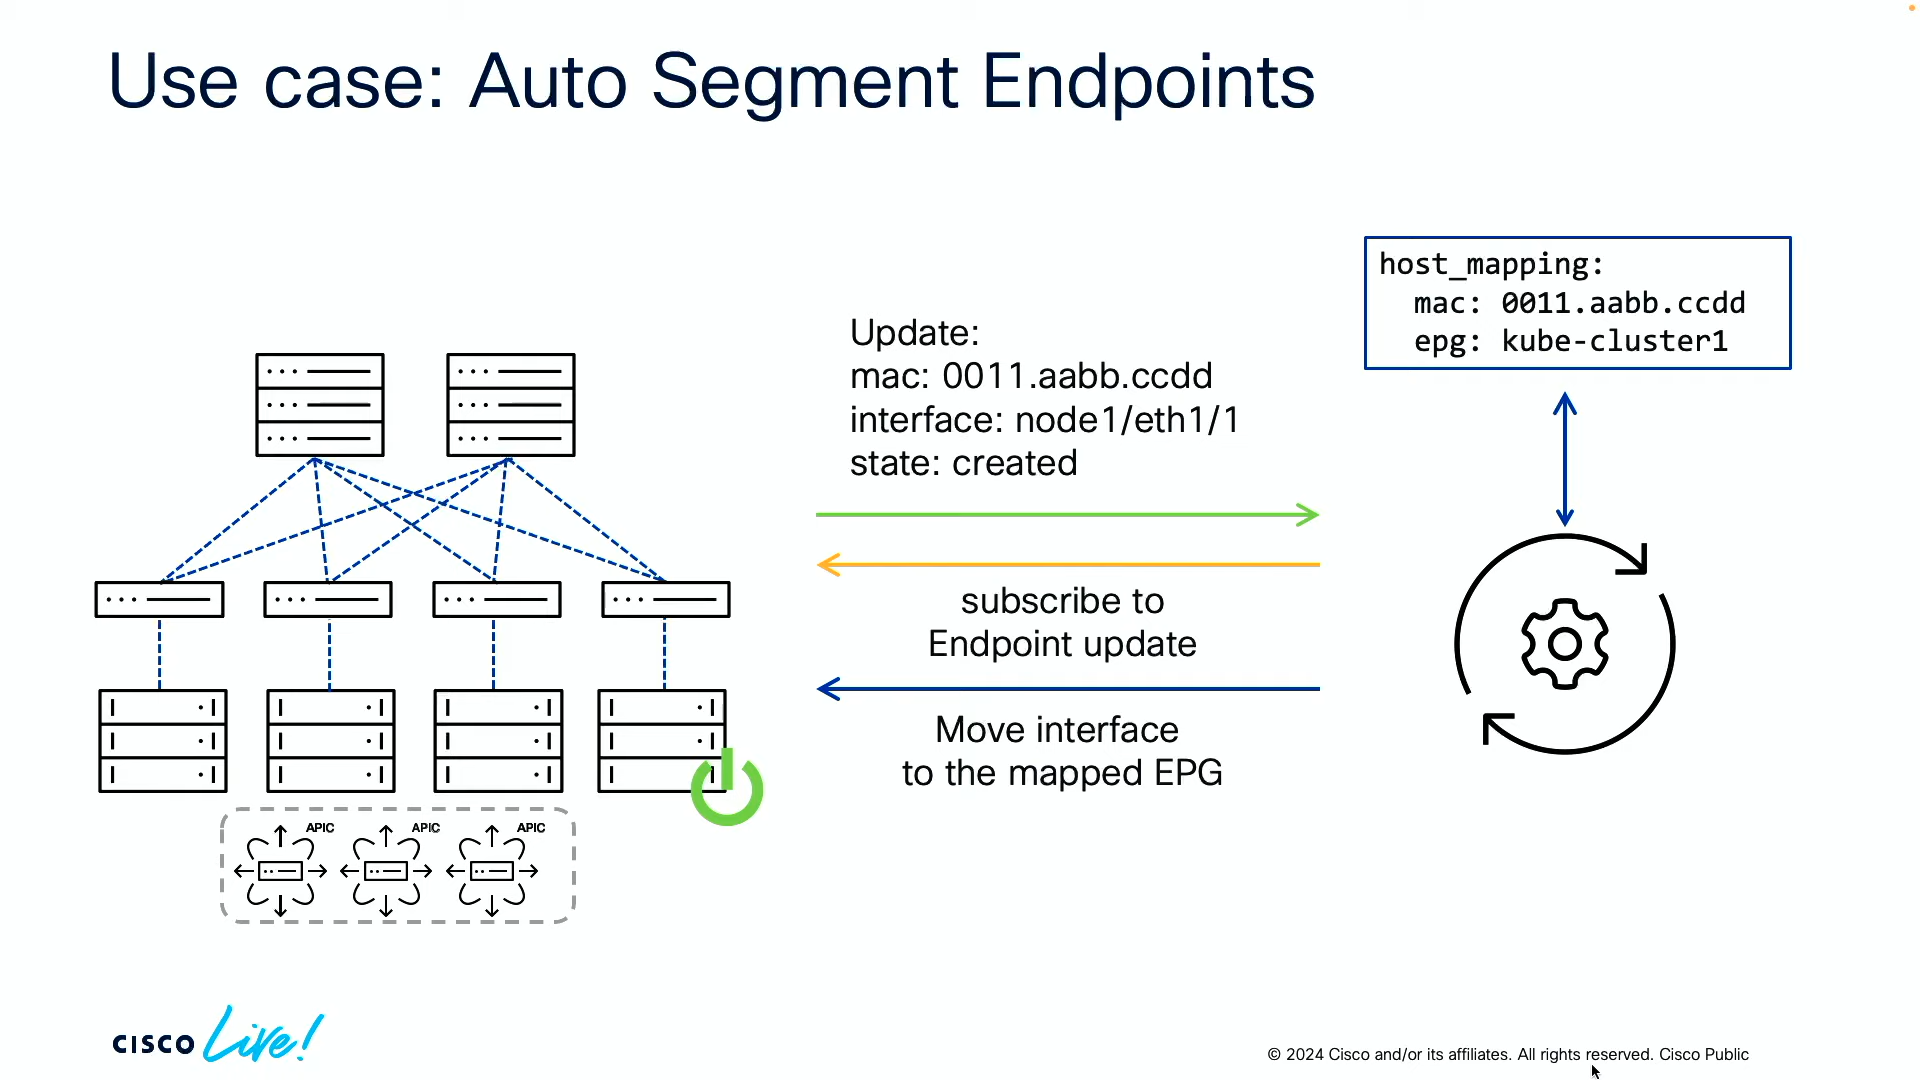 Use case: Auto Segment Endpoints
host_mapping:
mac: 0011.aabb.ccdd
epg: kube-cluster1
Update:
mac: 0011.aabb.ccdd
interface: node1/eth1/1
state: created
subscribe to
Endpoint update
Move interface
to the mapped EPG
APIC
APIC
APIC
CISCO Live!
© 2024 Cisco and/or its affiliates. All rights reserved. Cisco Public